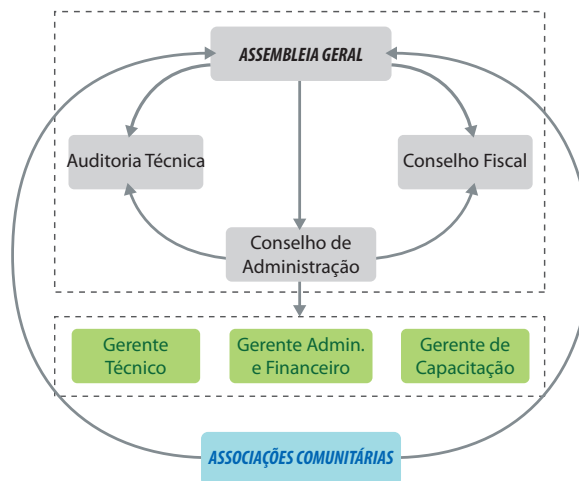 ASSEMBLEIA GERAL
Auditoria Técnica
Conselho Fiscal
Conselho de
Administração
Gerente
Técnico
Gerente Admin.
e Financeiro
Gerente de
Capacitação
ASSOCIAÇÕES COMUNITÁRIAS